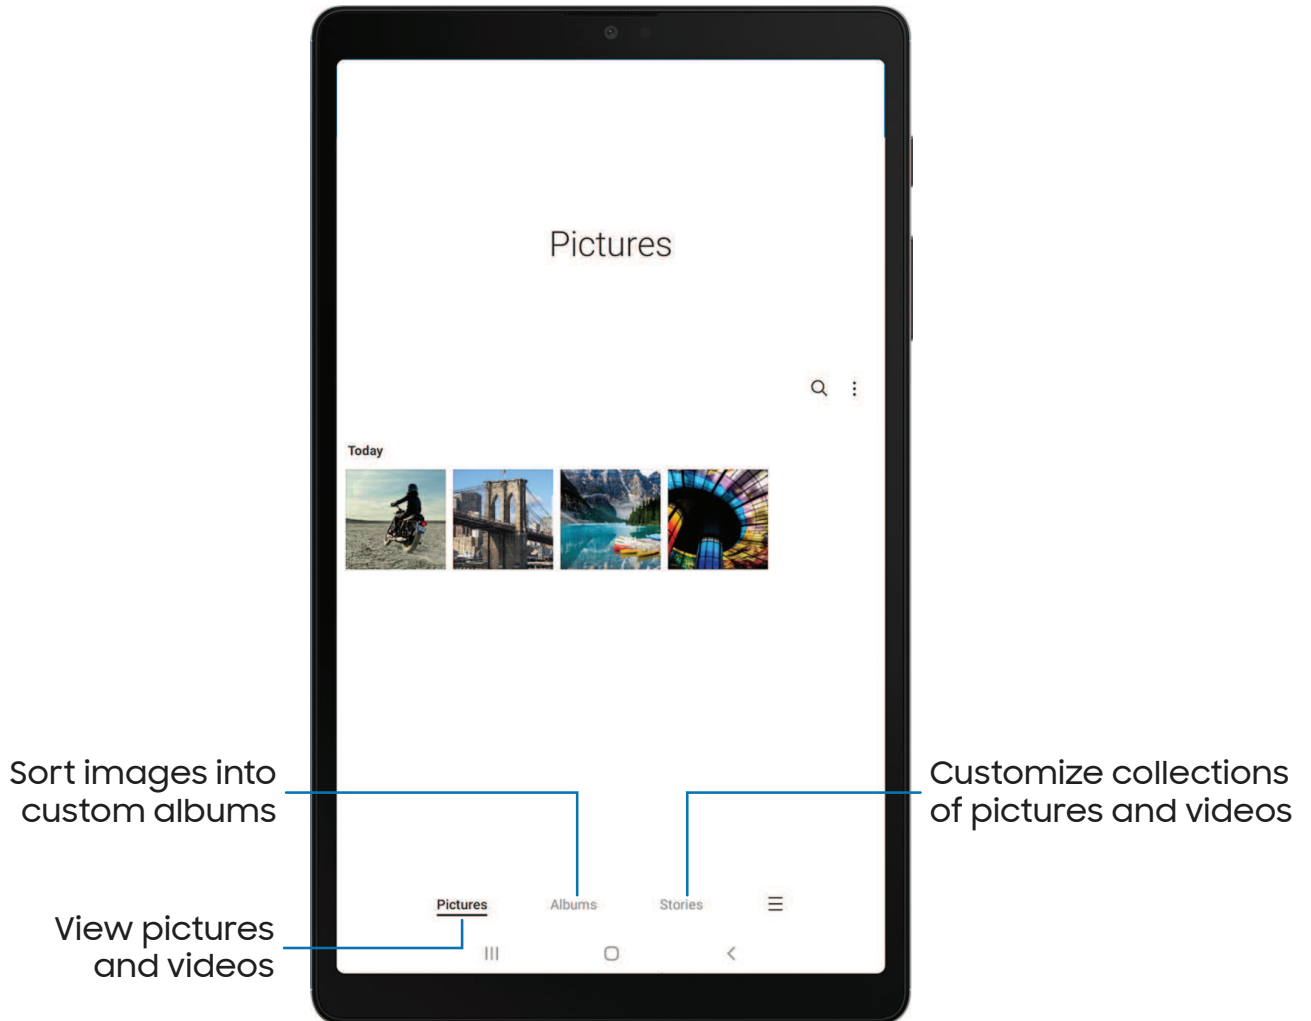 Pictures
Today
Sort images into
custom albums
Customize collections
of pictures and videos
Pictures
Albums
Stories
View pictures
and videos